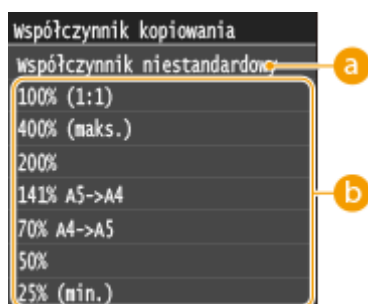 Współczynnik kopiowania
Współczynnik niestandardowy
a
100% (1:1)
400% (maks.)
200%
141% A5->A4
b
70% A4->A5
50%
25% (min.)